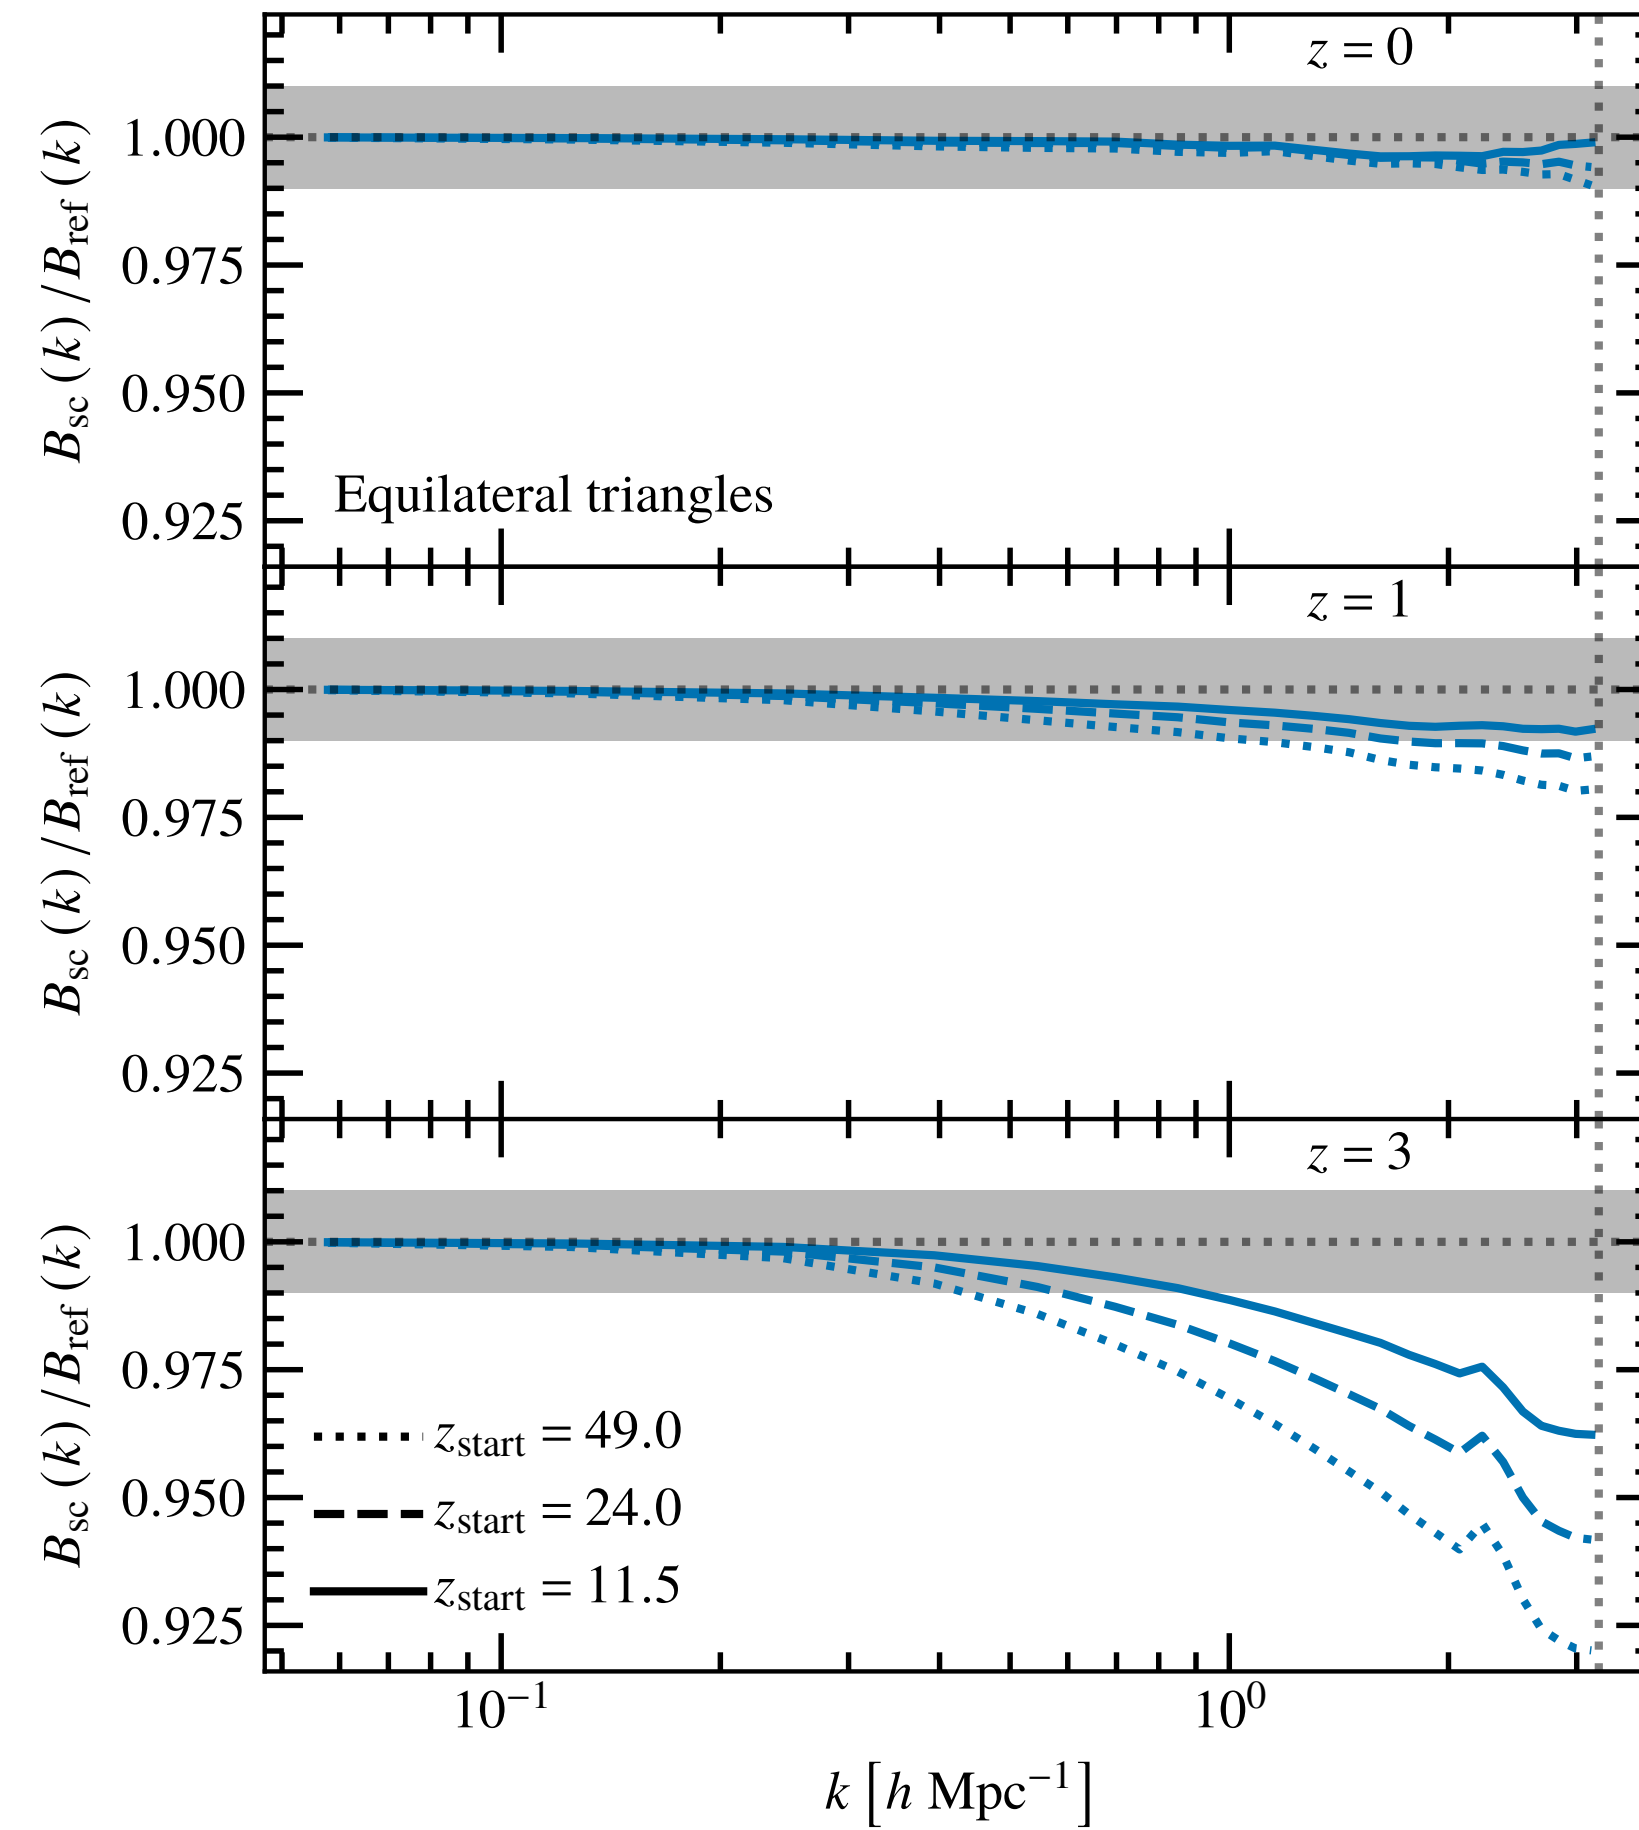 z = 0
1.000
0.975
0.950
0.925
B_sc (k) / B_ref (k)
Equilateral triangles
z = 1
1.000
0.975
0.950
0.925
B_sc (k) / B_ref (k)
z = 3
1.000
0.975
0.950
0.925
B_sc (k) / B_ref (k)
z_start = 49.0
z_start = 24.0
z_start = 11.5
10⁻¹ 10⁰
k [h Mpc⁻¹]